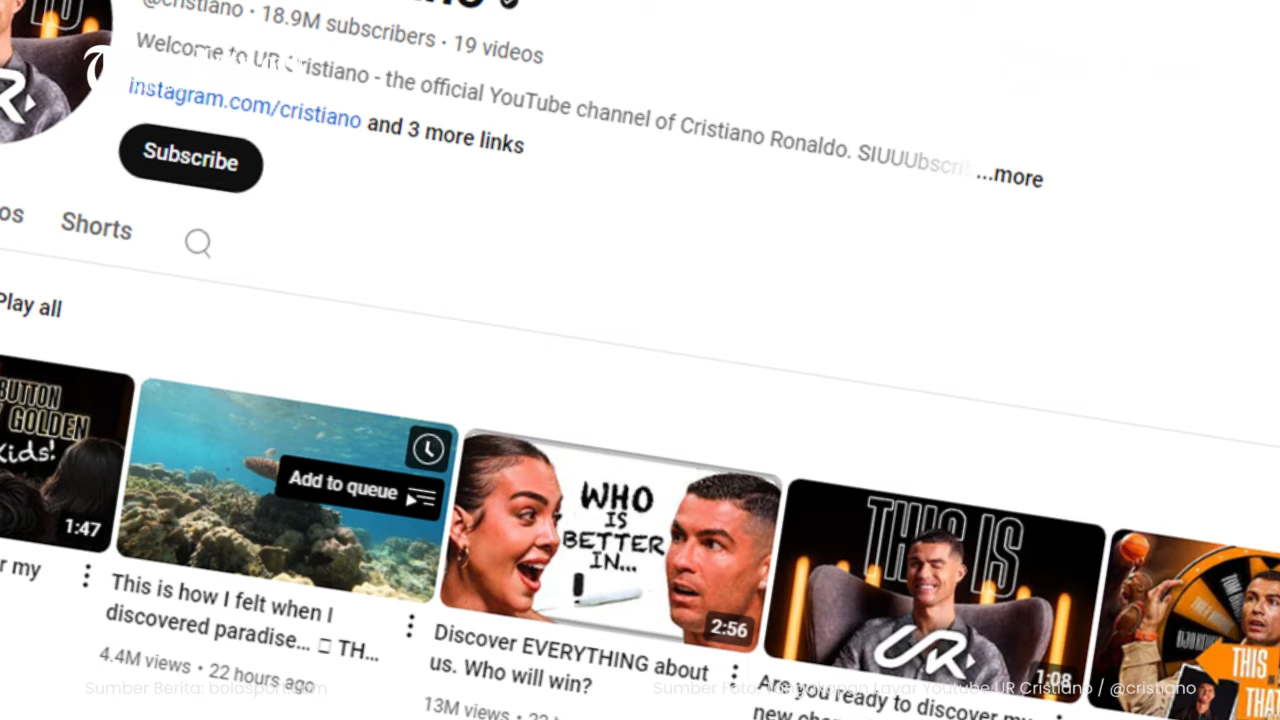 @cristiano · 18.9M subscribers · 19 videos
Welcome to UR Cristiano - the official YouTube channel of Cristiano Ronaldo. SIUUUbscri ...more
instagram.com/cristiano and 3 more links
Subscribe
os Shorts
Play all
BUTTON
GOLDEN
Kids!
1:47
Add to queue
WHO
IS
BETTER
IN...
2:56
THIS IS
UR
1:08
THIS
THAT
r my
This is how I felt when I
discovered paradise... □ TH...
4.4M views · 22 hours ago
Discover EVERYTHING about
us. Who will win?
13M views
Are you ready to discover my
Sumber Berita: bolasport.com
Sumber Foto: Tangkapan Layar Youtube UR Cristiano / @cristiano